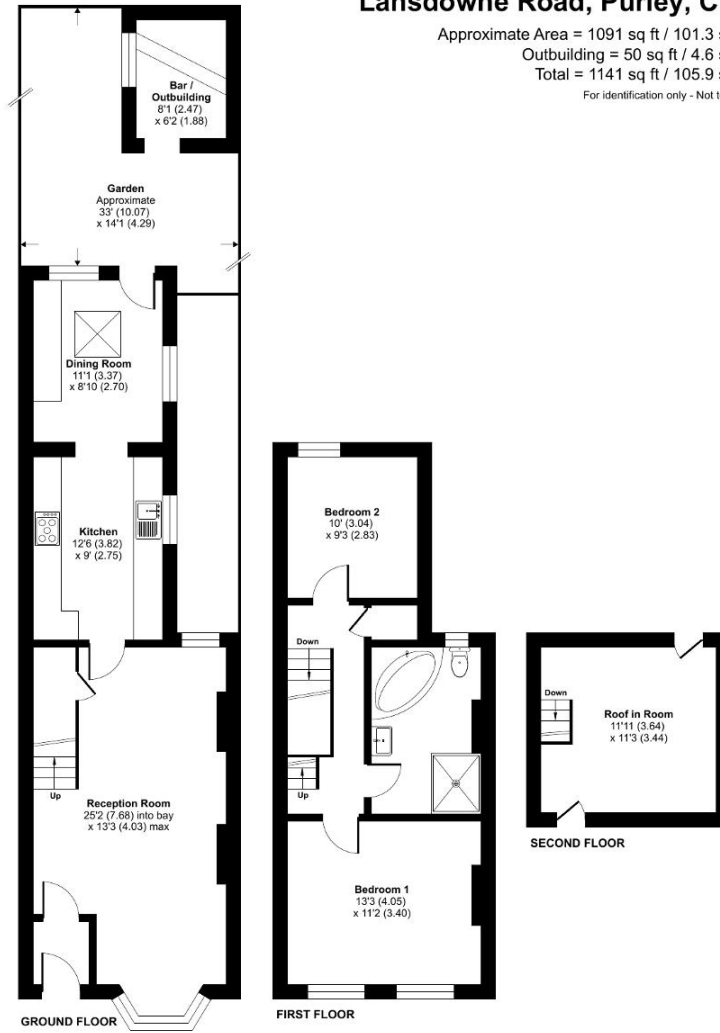 Lansdowne Road, Purley, C
Approximate Area = 1091 sq ft / 101.3 s
Outbuilding = 50 sq ft / 4.6 s
Total = 1141 sq ft / 105.9 s
For identification only - Not t
Bar /
Outbuilding
8'1 (2.47)
x 6'2 (1.88)
Garden
Approximate
33' (10.07)
x 14'1 (4.29)
Dining Room
11'1 (3.37)
x 8'10 (2.70)
Kitchen
12'6 (3.82)
x 9' (2.75)
Up
Reception Room
25'2 (7.68) into bay
x 13'3 (4.03) max
GROUND FLOOR
Bedroom 2
10' (3.04)
x 9'3 (2.83)
Down
Up
Bedroom 1
13'3 (4.05)
x 11'2 (3.40)
FIRST FLOOR
Down
Roof in Room
11'11 (3.64)
x 11'3 (3.44)
SECOND FLOOR